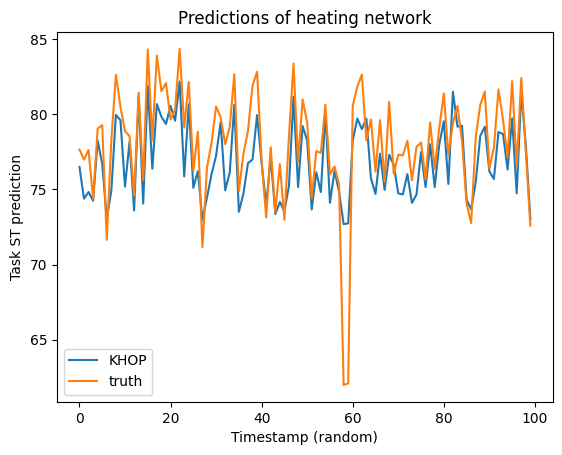 Predictions of heating network
85
80
75
70
65
Task ST prediction
KHOP
truth
0
20
40
60
80
100
Timestamp (random)